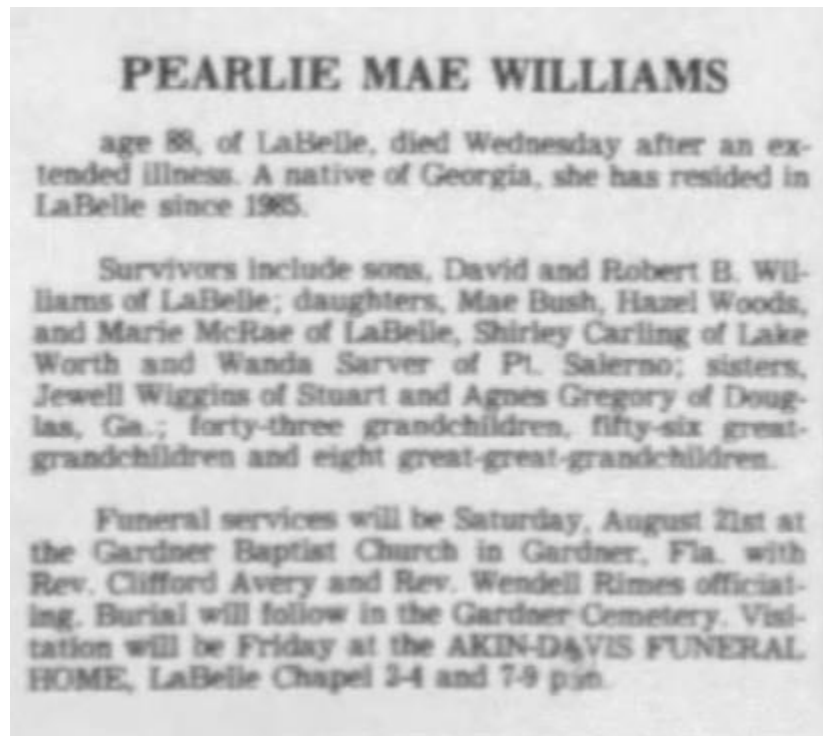 PEARLIE MAE WILLIAMS
age 88, of LaBelle, died Wednesday after an ex-
tended illness. A native of Georgia, she has resided in
LaBelle since 1985.
Survivors include sons, David and Robert B. Wil-
liams of LaBelle; daughters, Mae Bush, Hazel Woods,
and Marie McRae of LaBelle, Shirley Carling of Lake
Worth and Wanda Sarver of Pt. Salerno; sisters,
Jewell Wiggins of Stuart and Agnes Gregory of Doug-
las, Ga.; forty-three grandchildren, fifty-six great-
grandchildren and eight great-great-grandchildren.
Funeral services will be Saturday, August 21st at
the Gardner Baptist Church in Gardner, Fla. with
Rev. Clifford Avery and Rev. Wendell Rimes officiat-
ing. Burial will follow in the Gardner Cemetery. Visi-
tation will be Friday at the AKIN-DAVIS FUNERAL
HOME, LaBelle Chapel 2-4 and 7-9 p.m.